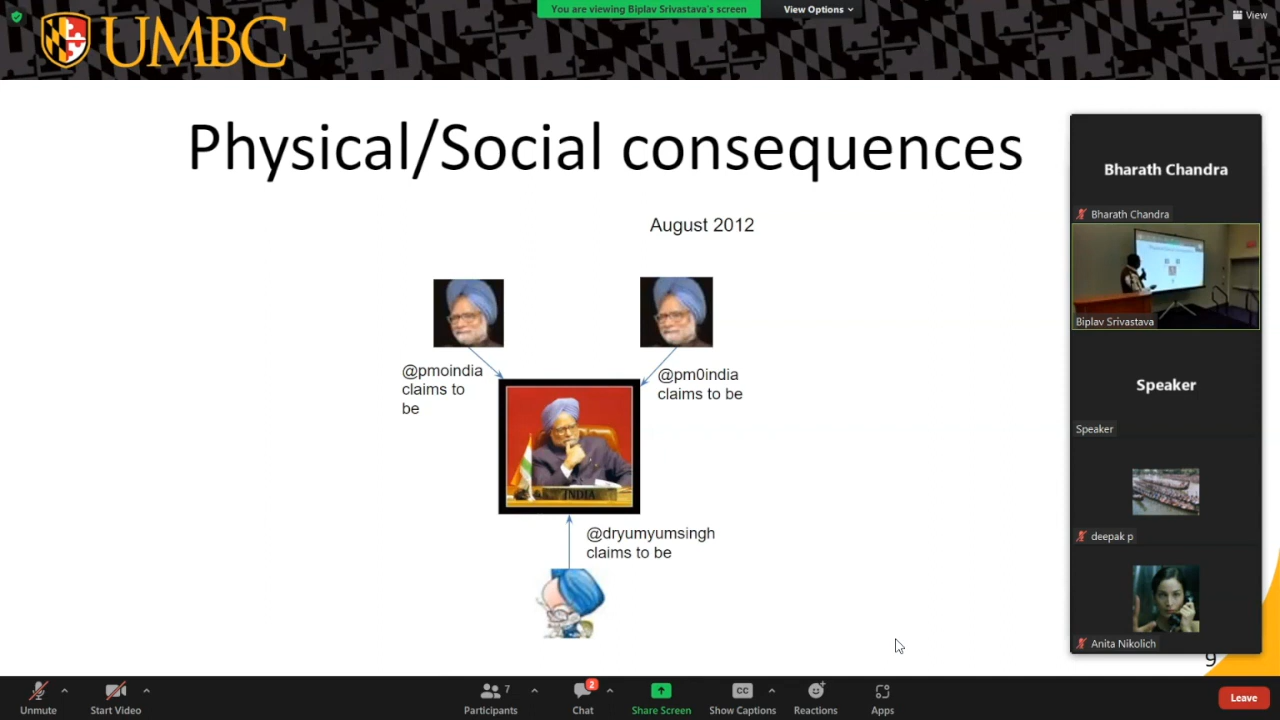 You are viewing Biplav Srivastava's screen
View Options
View
UMBC
Physical/Social consequences
August 2012
@pmoindia
claims to
be
@pm0india
claims to be
INDIA
@dryumyumsingh
claims to be
9
Bharath Chandra
Bharath Chandra
Biplav Srivastava
Speaker
Speaker
deepak p
Anita Nikolich
Unmute
Start Video
7
Participants
2
Chat
Share Screen
CC
Show Captions
Reactions
Apps
Leave